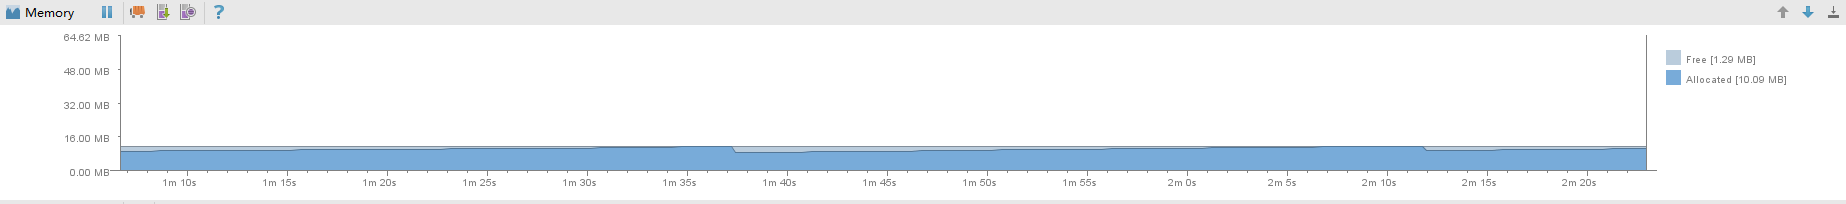 Memory ?
64.62 MB
48.00 MB
32.00 MB
16.00 MB
0.00 MB
Free [1.29 MB]
Allocated [10.09 MB]
1m 10s 1m 15s 1m 20s 1m 25s 1m 30s 1m 35s 1m 40s 1m 45s 1m 50s 1m 55s 2m 0s 2m 5s 2m 10s 2m 15s 2m 20s